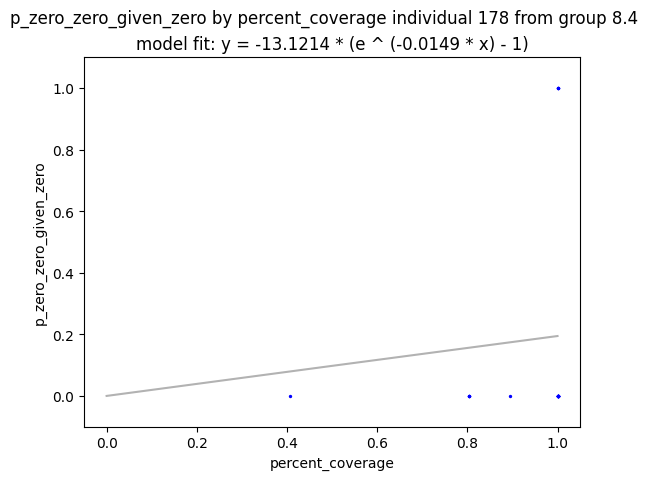 p_zero_zero_given_zero by percent_coverage individual 178 from group 8.4
model fit: y = -13.1214 * (e ^ (-0.0149 * x) - 1)
1.0
0.8
0.6
0.4
0.2
0.0
p_zero_zero_given_zero
0.0 0.2 0.4 0.6 0.8 1.0
percent_coverage